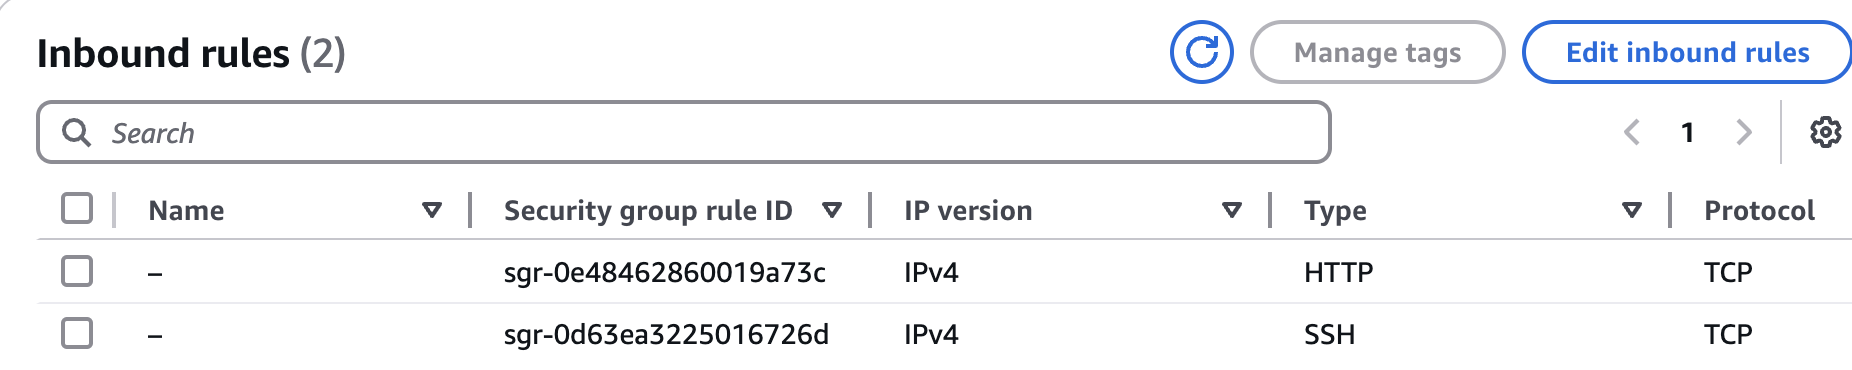 Inbound rules (2)
Manage tags
Edit inbound rules
Search
1
Name Security group rule ID IP version Type Protocol
– sgr-0e48462860019a73c IPv4 HTTP TCP
– sgr-0d63ea3225016726d IPv4 SSH TCP